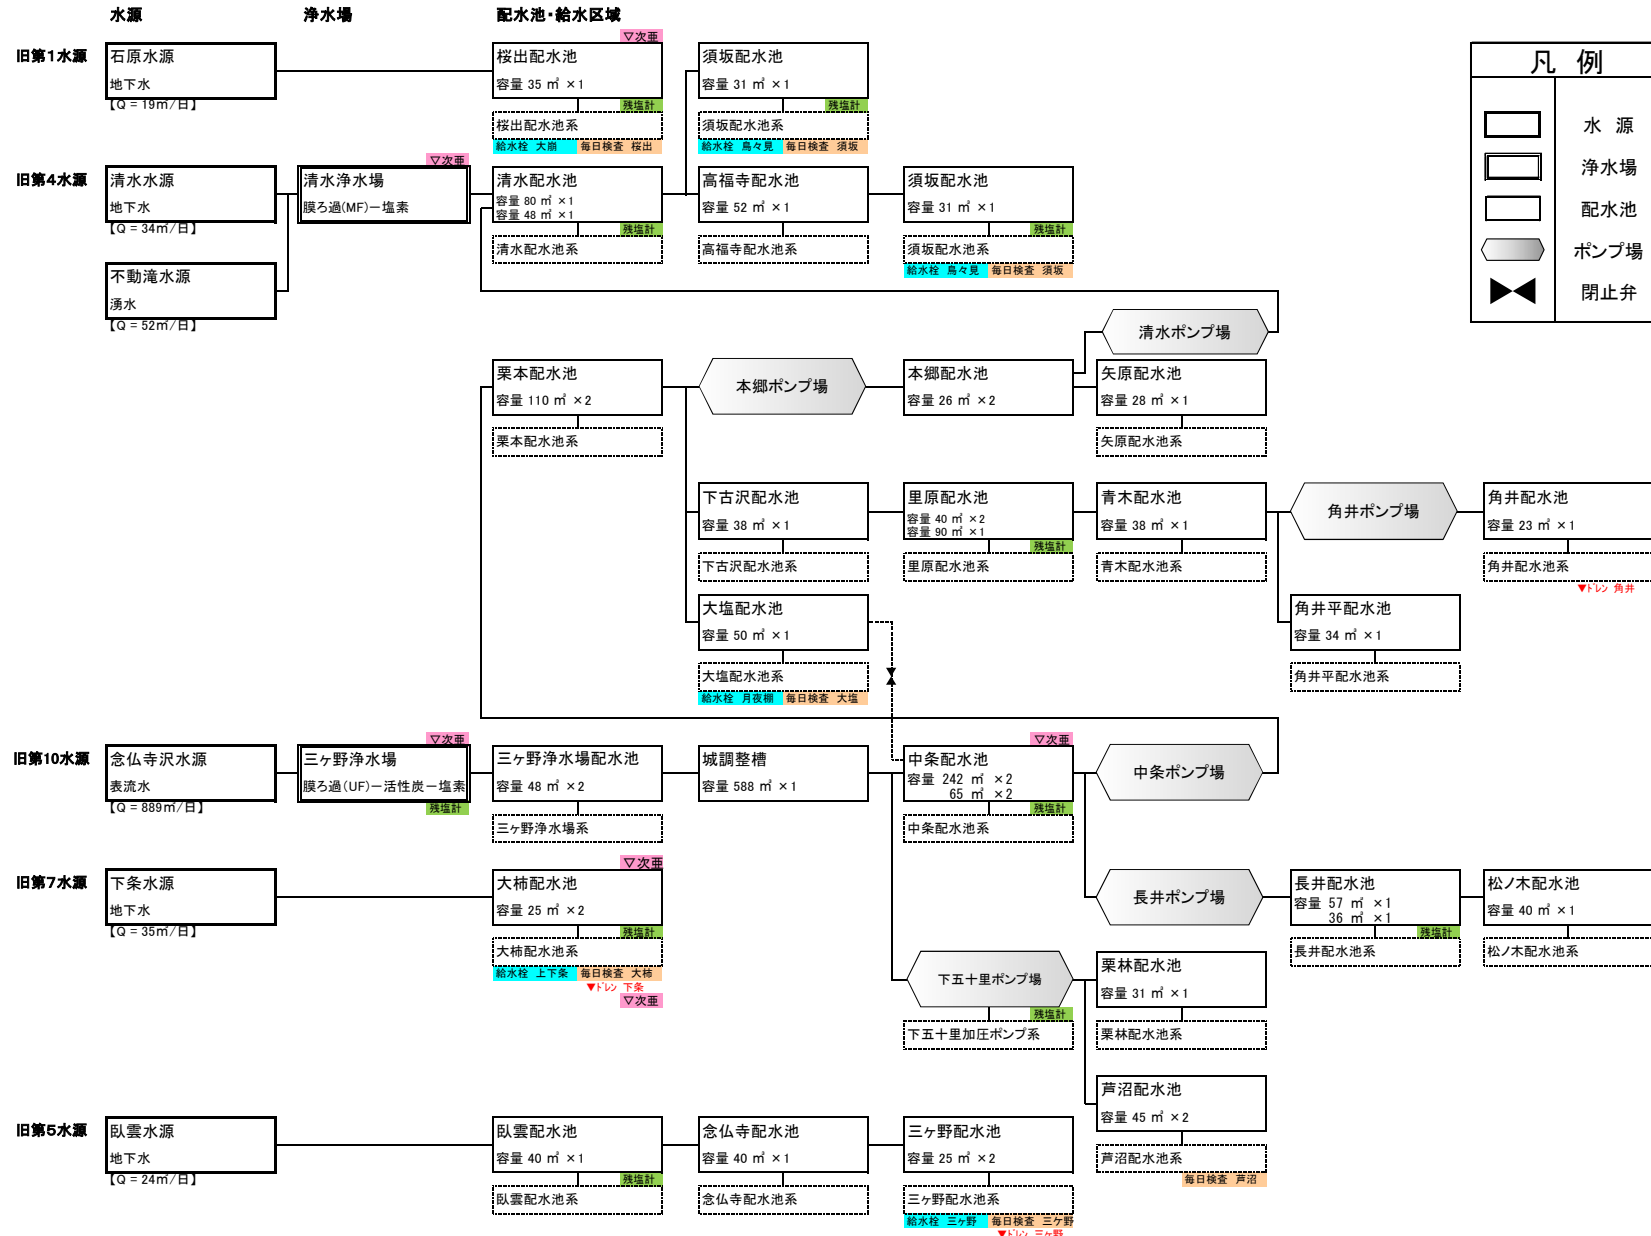 水源
浄水場
配水池・給水区域
旧第1水源
石原水源
地下水
【Q = 19㎥/日】
▽次亜
桜出配水池
容量 35 ㎥ ×1
残塩計
桜出配水池系
給水栓 大崩
毎日検査 桜出
須坂配水池
容量 31 ㎥ ×1
残塩計
須坂配水池系
給水栓 鳥々見
毎日検査 須坂
凡 例
水 源
浄水場
配水池
ポンプ場
閉止弁
旧第4水源
清水水源
地下水
【Q = 34㎥/日】
▽次亜
清水浄水場
膜ろ過(MF)－塩素
清水配水池
容量 80 ㎥ ×1
容量 48 ㎥ ×1
残塩計
清水配水池系
高福寺配水池
容量 52 ㎥ ×1
高福寺配水池系
須坂配水池
容量 31 ㎥ ×1
残塩計
須坂配水池系
給水栓 鳥々見
毎日検査 須坂
不動滝水源
湧水
【Q = 52㎥/日】
清水ポンプ場
栗本配水池
容量 110 ㎥ ×2
栗本配水池系
本郷ポンプ場
本郷配水池
容量 26 ㎥ ×2
矢原配水池
容量 28 ㎥ ×1
矢原配水池系
下古沢配水池
容量 38 ㎥ ×1
下古沢配水池系
里原配水池
容量 40 ㎥ ×2
容量 90 ㎥ ×1
残塩計
里原配水池系
青木配水池
容量 38 ㎥ ×1
青木配水池系
角井ポンプ場
角井配水池
容量 23 ㎥ ×1
角井配水池系
▼ﾄﾞﾚﾝ 角井
大塩配水池
容量 50 ㎥ ×1
大塩配水池系
給水栓 月夜棚
毎日検査 大塩
角井平配水池
容量 34 ㎥ ×1
角井平配水池系
旧第10水源
念仏寺沢水源
表流水
【Q = 889㎥/日】
▽次亜
三ヶ野浄水場
膜ろ過(UF)－活性炭－塩素
残塩計
三ヶ野浄水場配水池
容量 48 ㎥ ×2
三ヶ野浄水場系
城調整槽
容量 588 ㎥ ×1
▽次亜
中条配水池
容量 242 ㎥ ×2
65 ㎥ ×2
残塩計
中条配水池系
中条ポンプ場
旧第7水源
下条水源
地下水
【Q = 35㎥/日】
▽次亜
大柿配水池
容量 25 ㎥ ×2
残塩計
大柿配水池系
給水栓 上下条
毎日検査 大柿
▼ﾄﾞﾚﾝ 下条
▽次亜
長井ポンプ場
長井配水池
容量 57 ㎥ ×1
36 ㎥ ×1
残塩計
長井配水池系
松ノ木配水池
容量 40 ㎥ ×1
松ノ木配水池系
下五十里ポンプ場
残塩計
下五十里加圧ポンプ系
栗林配水池
容量 31 ㎥ ×1
栗林配水池系
芦沼配水池
容量 45 ㎥ ×2
芦沼配水池系
毎日検査 芦沼
旧第5水源
臥雲水源
地下水
【Q = 24㎥/日】
臥雲配水池
容量 40 ㎥ ×1
残塩計
臥雲配水池系
念仏寺配水池
容量 40 ㎥ ×1
念仏寺配水池系
三ヶ野配水池
容量 25 ㎥ ×2
三ヶ野配水池系
給水栓 三ヶ野
毎日検査 三ケ野
▼ﾄﾞﾚﾝ 三ヶ野